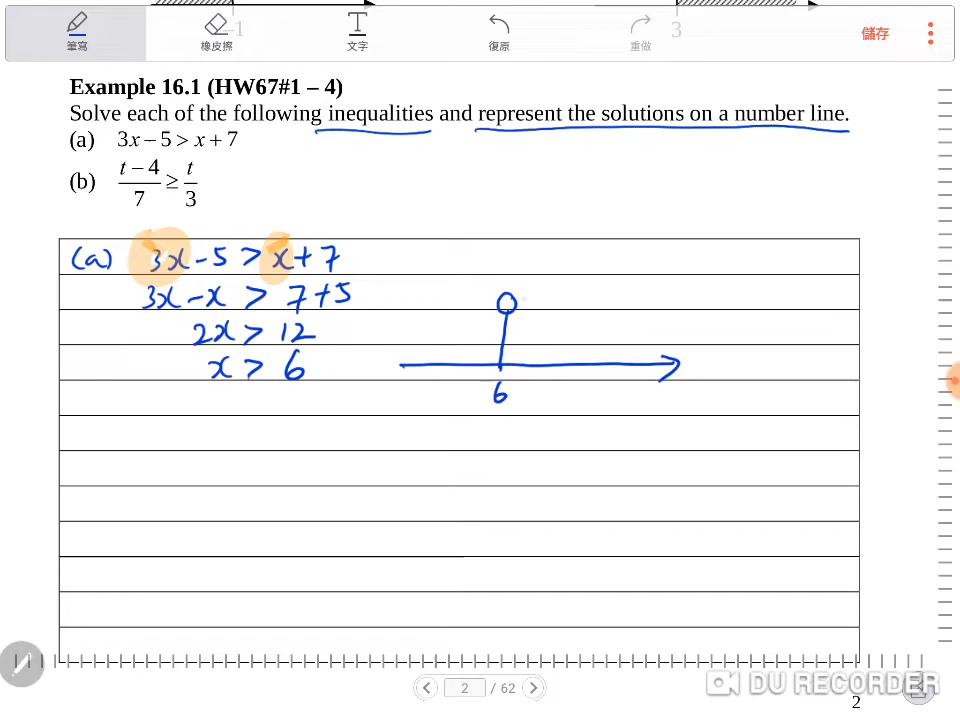 -1
3
筆寫
橡皮擦
文字
復原
重做
儲存
Example 16.1 (HW67#1 – 4)
Solve each of the following inequalities and represent the solutions on a number line.
(a) 3x − 5 > x + 7
(b) t − 4 / 7 ≥ t / 3
(a) 3x − 5 > x + 7
3x − x > 7 + 5
2x > 12
x > 6
6
2 / 62
DU RECORDER
2